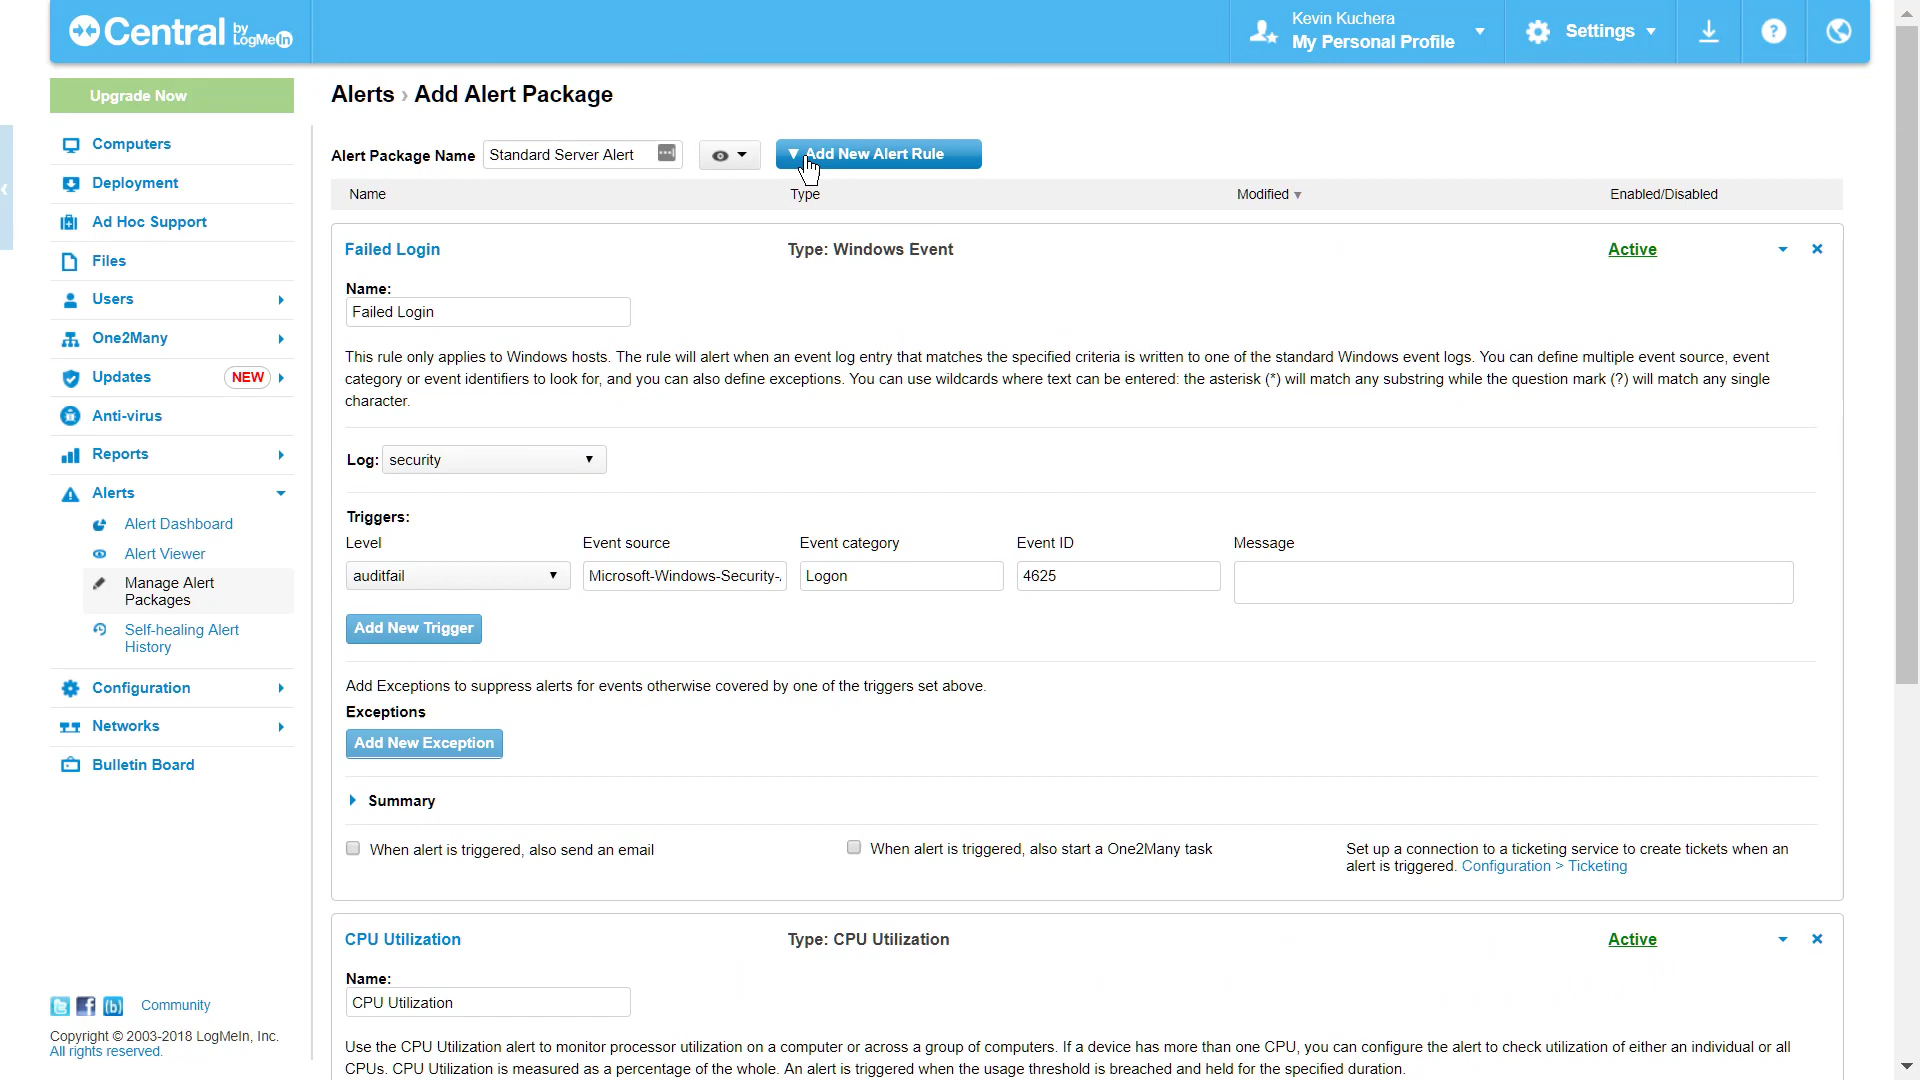 Central by LogMeIn
Kevin Kuchera
My Personal Profile
Settings
?
Upgrade Now
Computers
Deployment
Ad Hoc Support
Files
Users
One2Many
Updates NEW
Anti-virus
Reports
Alerts
Alert Dashboard
Alert Viewer
Manage Alert
Packages
Self-healing Alert
History
Configuration
Networks
Bulletin Board
Community
Copyright © 2003-2018 LogMeIn, Inc.
All rights reserved.
Alerts › Add Alert Package
Alert Package Name Standard Server Alert Add New Alert Rule
Name Type Modified Enabled/Disabled
Failed Login Type: Windows Event Active
Name:
Failed Login
This rule only applies to Windows hosts. The rule will alert when an event log entry that matches the specified criteria is written to one of the standard Windows event logs. You can define multiple event source, event
category or event identifiers to look for, and you can also define exceptions. You can use wildcards where text can be entered: the asterisk (*) will match any substring while the question mark (?) will match any single
character.
Log: security
Triggers:
Level Event source Event category Event ID Message
auditfail Microsoft-Windows-Security- Logon 4625
Add New Trigger
Add Exceptions to suppress alerts for events otherwise covered by one of the triggers set above.
Exceptions
Add New Exception
Summary
When alert is triggered, also send an email
When alert is triggered, also start a One2Many task
Set up a connection to a ticketing service to create tickets when an
alert is triggered. Configuration > Ticketing
CPU Utilization Type: CPU Utilization Active
Name:
CPU Utilization
Use the CPU Utilization alert to monitor processor utilization on a computer or across a group of computers. If a device has more than one CPU, you can configure the alert to check utilization of either an individual or all
CPUs. CPU Utilization is measured as a percentage of the whole. An alert is triggered when the usage threshold is breached and held for the specified duration.